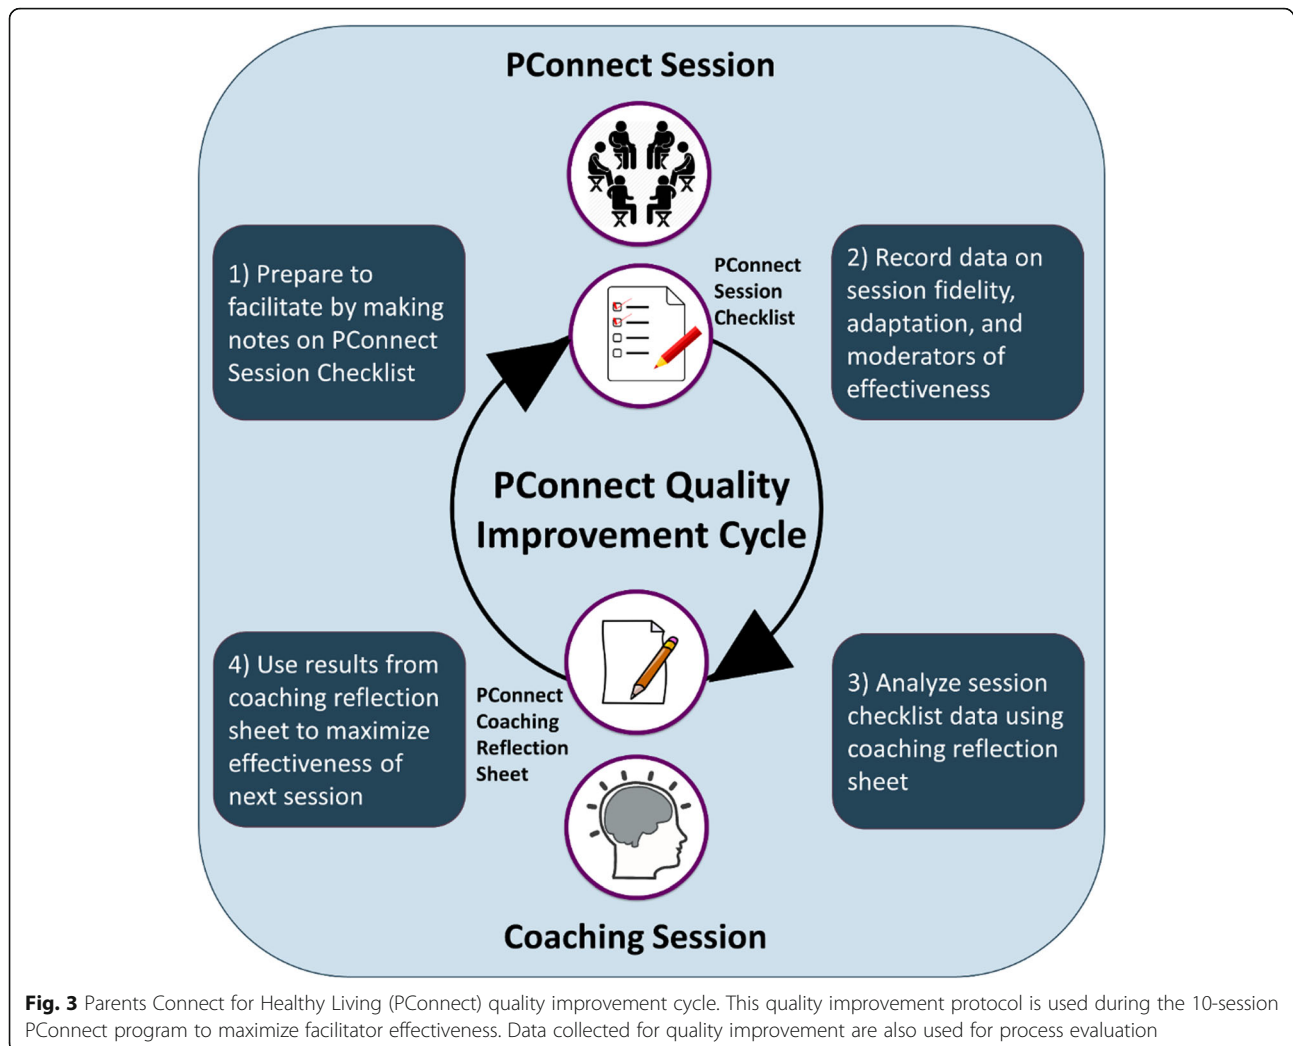 PConnect Session
1) Prepare to
facilitate by making
notes on PConnect
Session Checklist
PConnect
Session
Checklist
2) Record data on
session fidelity,
adaptation, and
moderators of
effectiveness
PConnect Quality
Improvement Cycle
4) Use results from
coaching reflection
sheet to maximize
effectiveness of
next session
PConnect
Coaching
Reflection
Sheet
3) Analyze session
checklist data using
coaching reflection
sheet
Coaching Session
Fig. 3 Parents Connect for Healthy Living (PConnect) quality improvement cycle. This quality improvement protocol is used during the 10-session
PConnect program to maximize facilitator effectiveness. Data collected for quality improvement are also used for process evaluation